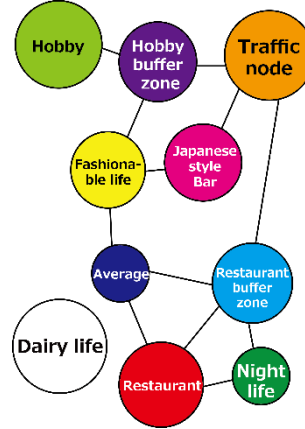 Hobby
Hobby
buffer
zone
Traffic
node
Fashiona-
ble life
Japanese
style
Bar
Average
Restaurant
buffer
zone
Dairy life
Restaurant
Night
life